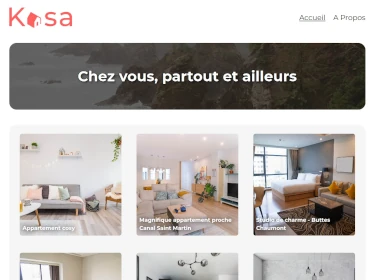 Kasa
Accueil
A Propos
Chez vous, partout et ailleurs
Appartement cosy
Magnifique appartement proche
Canal Saint Martin
Studio de charme - Buttes
Chaumont